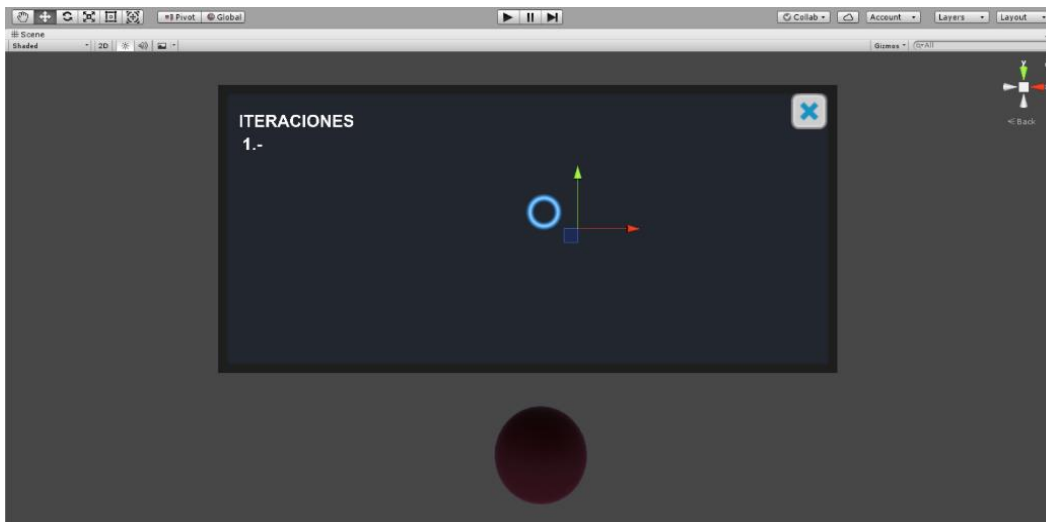 Pivot Global Collab Account Layers Layout
Scene
Shaded 2D Gizmos All
y
Back
ITERACIONES
1.-